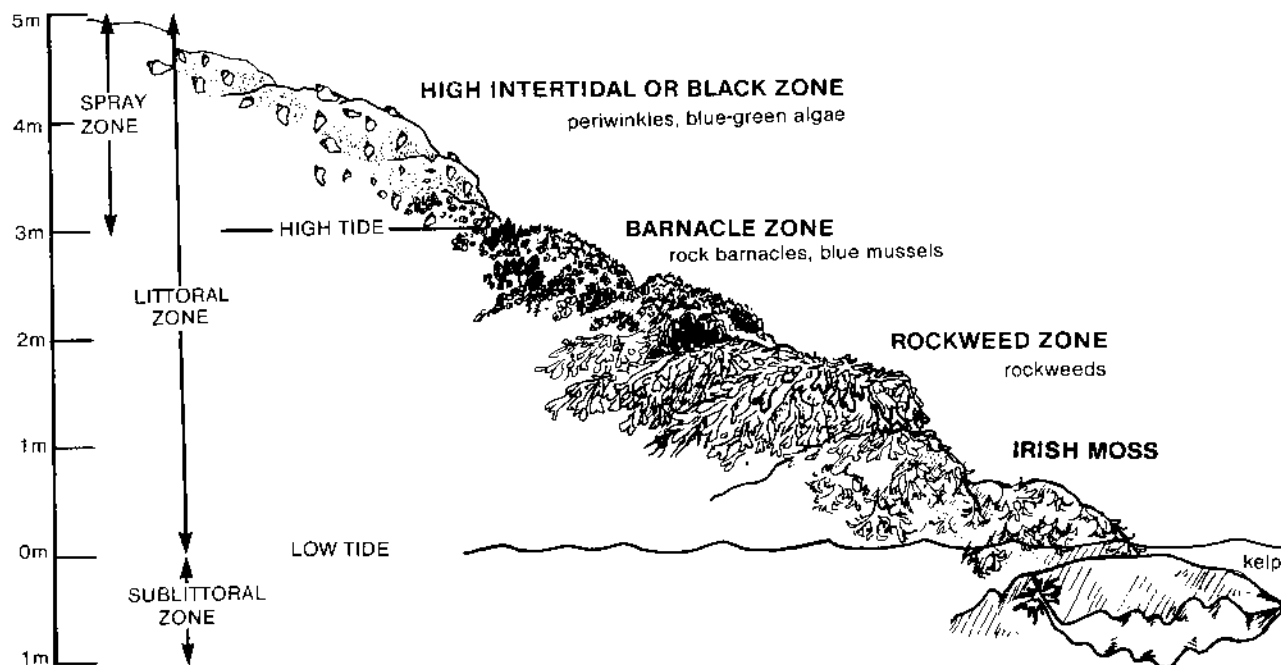 5m
SPRAY
ZONE
HIGH INTERTIDAL OR BLACK ZONE
periwinkles, blue-green algae
4m
3m
HIGH TIDE
BARNACLE ZONE
rock barnacles, blue mussels
LITTORAL
ZONE
2m
ROCKWEED ZONE
rockweeds
1m
IRISH MOSS
0m
LOW TIDE
kelp
SUBLITTORAL
ZONE
1m